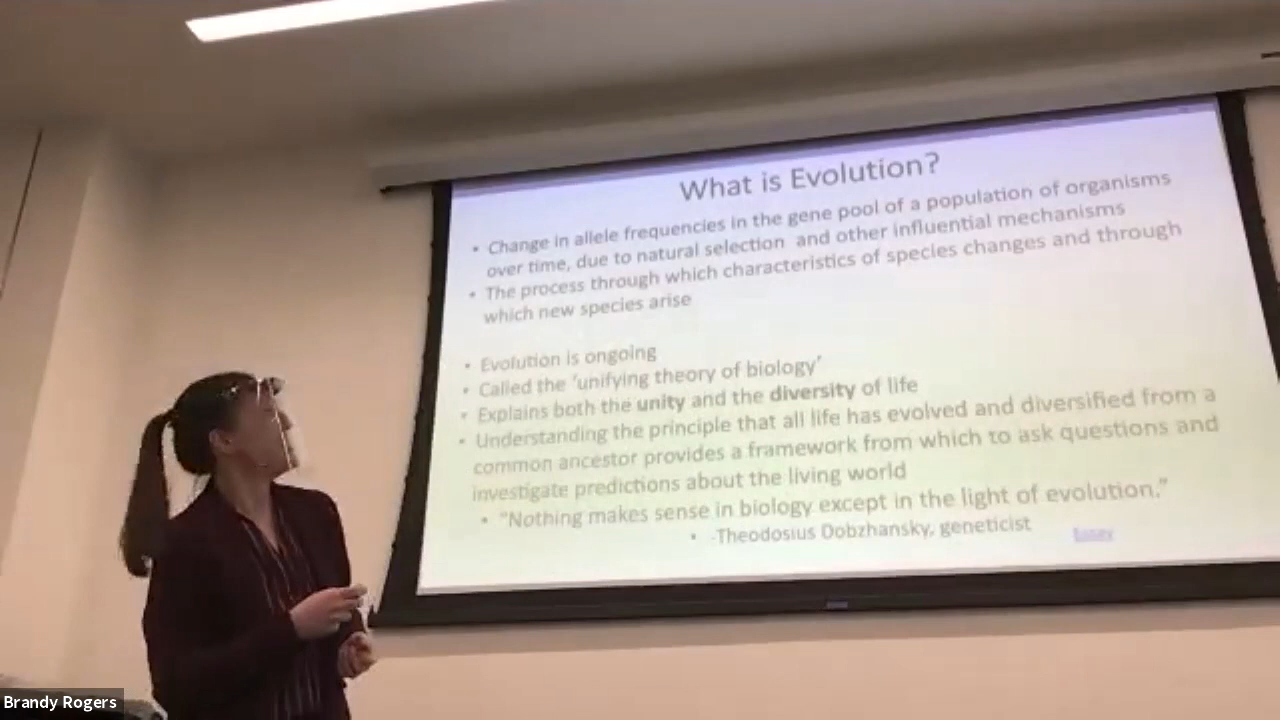 What is Evolution?
• Change in allele frequencies in the gene pool of a population of organisms
over time, due to natural selection and other influential mechanisms
• The process through which characteristics of species changes and through
which new species arise
• Evolution is ongoing
• Called the ‘unifying theory of biology’
• Explains both the unity and the diversity of life
• Understanding the principle that all life has evolved and diversified from a
common ancestor provides a framework from which to ask questions and
investigate predictions about the living world
• “Nothing makes sense in biology except in the light of evolution.”
• -Theodosius Dobzhansky, geneticist
Brandy Rogers